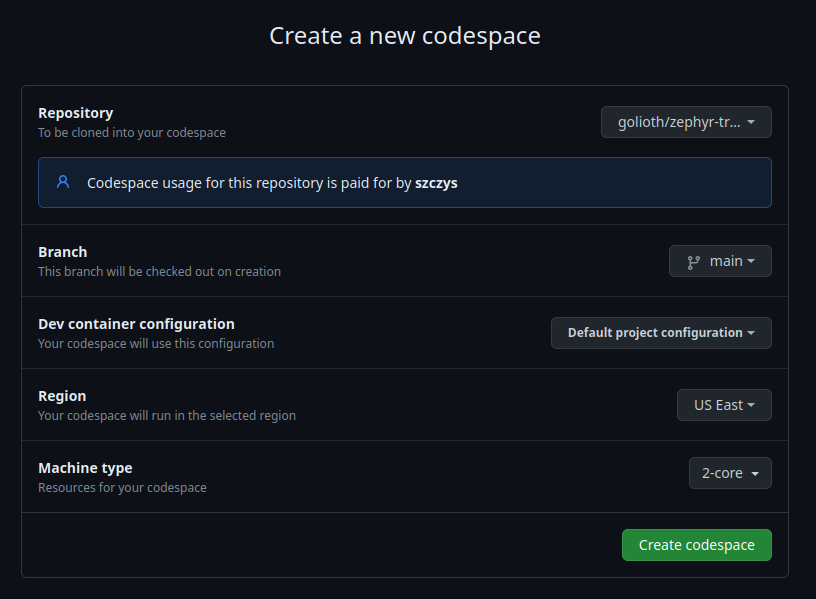 Create a new codespace
Repository
To be cloned into your codespace
golioth/zephyr-tr...
Codespace usage for this repository is paid for by szczys
Branch
This branch will be checked out on creation
main
Dev container configuration
Your codespace will use this configuration
Default project configuration
Region
Your codespace will run in the selected region
US East
Machine type
Resources for your codespace
2-core
Create codespace